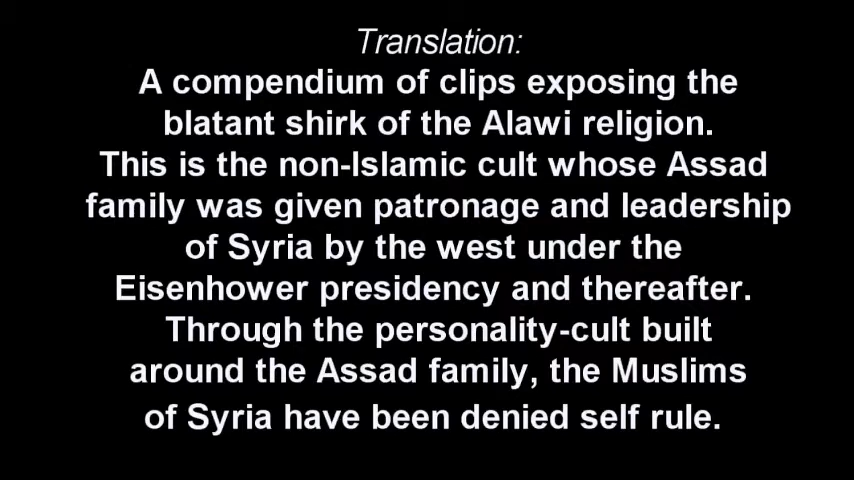 Translation:
A compendium of clips exposing the
blatant shirk of the Alawi religion.
This is the non-Islamic cult whose Assad
family was given patronage and leadership
of Syria by the west under the
Eisenhower presidency and thereafter.
Through the personality-cult built
around the Assad family, the Muslims
of Syria have been denied self rule.